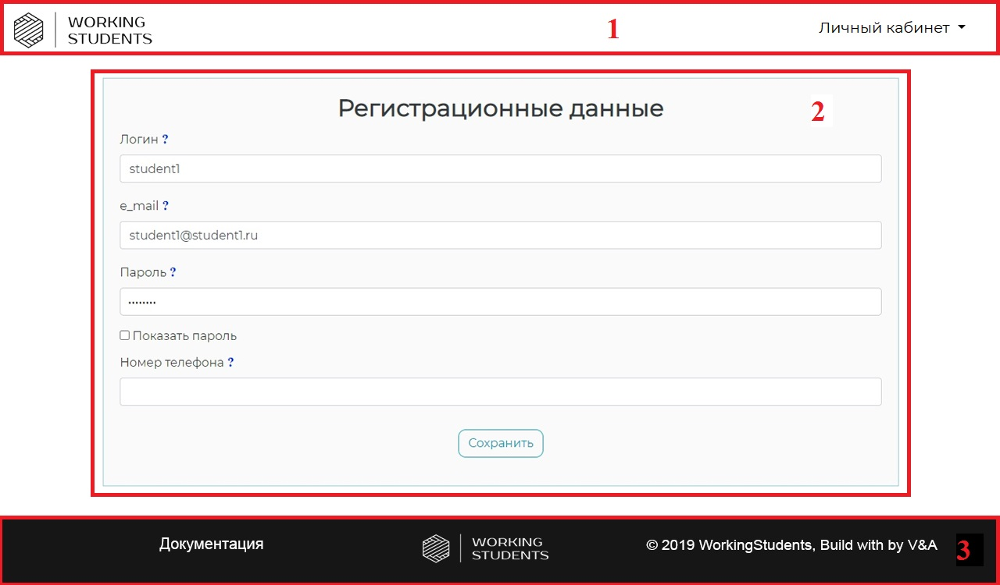 WORKING
STUDENTS
1
Личный кабинет
Регистрационные данные
2
Логин ?
student1
e_mail ?
student1@student1.ru
Пароль ?
••••••••
Показать пароль
Номер телефона ?
Сохранить
Документация
WORKING
STUDENTS
© 2019 WorkingStudents, Build with by V&A
3